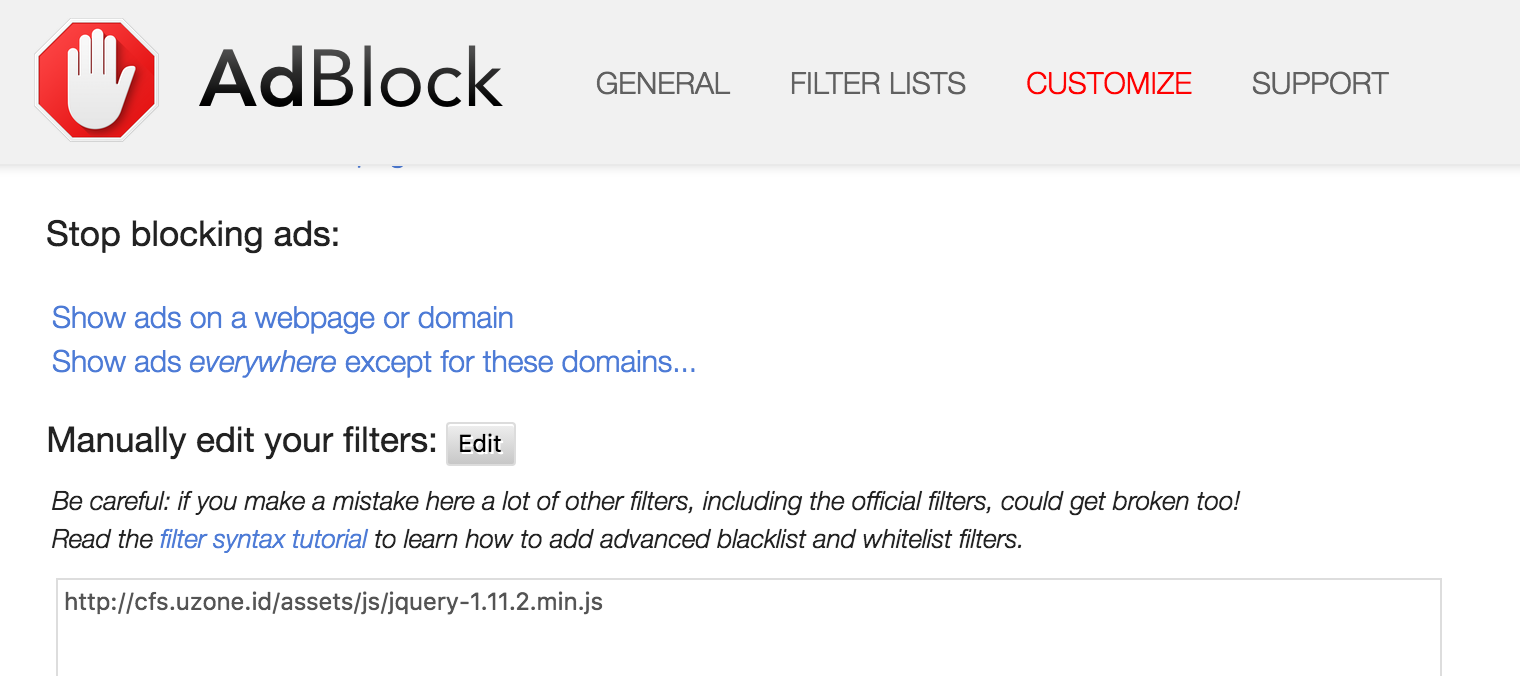 AdBlock
GENERAL
FILTER LISTS
CUSTOMIZE
SUPPORT
Stop blocking ads:
Show ads on a webpage or domain
Show ads everywhere except for these domains...
Manually edit your filters: Edit
Be careful: if you make a mistake here a lot of other filters, including the official filters, could get broken too!
Read the filter syntax tutorial to learn how to add advanced blacklist and whitelist filters.
http://cfs.uzone.id/assets/js/jquery-1.11.2.min.js